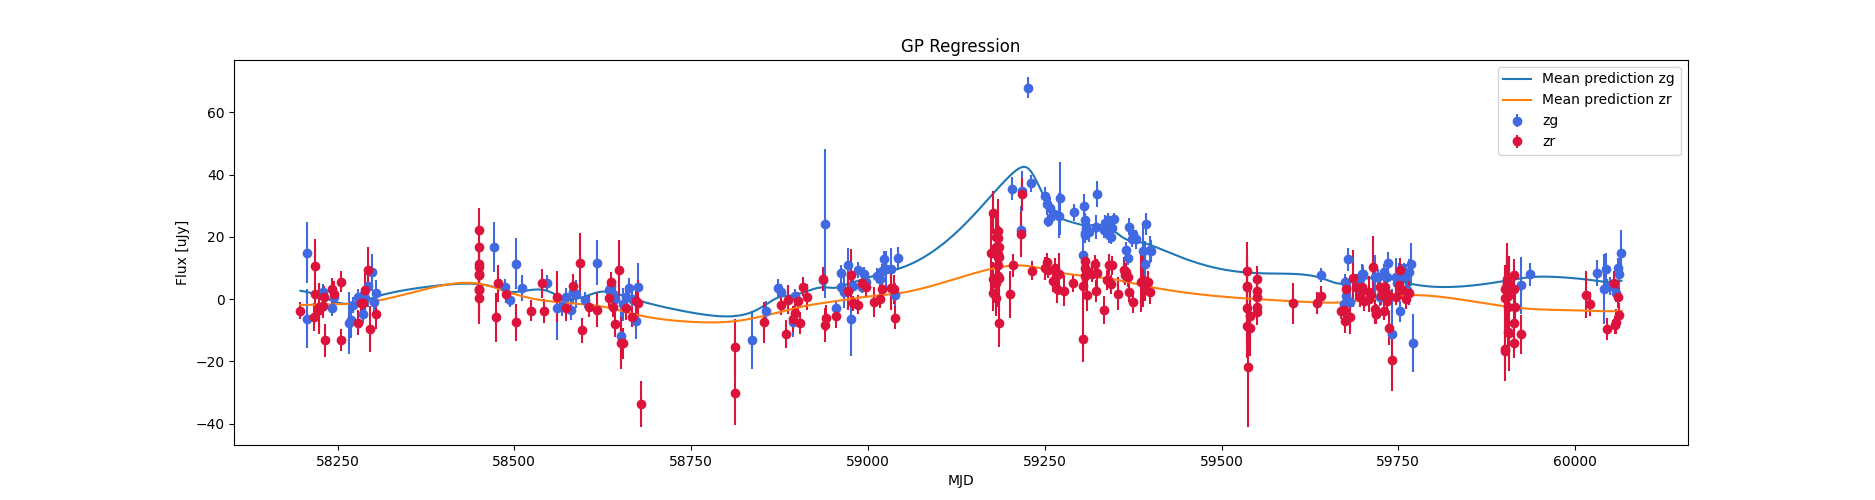 GP Regression
Mean prediction zg
Mean prediction zr
zg
zr
Flux [uJy]
60
40
20
0
−20
−40
58250 58500 58750 59000 59250 59500 59750 60000
MJD